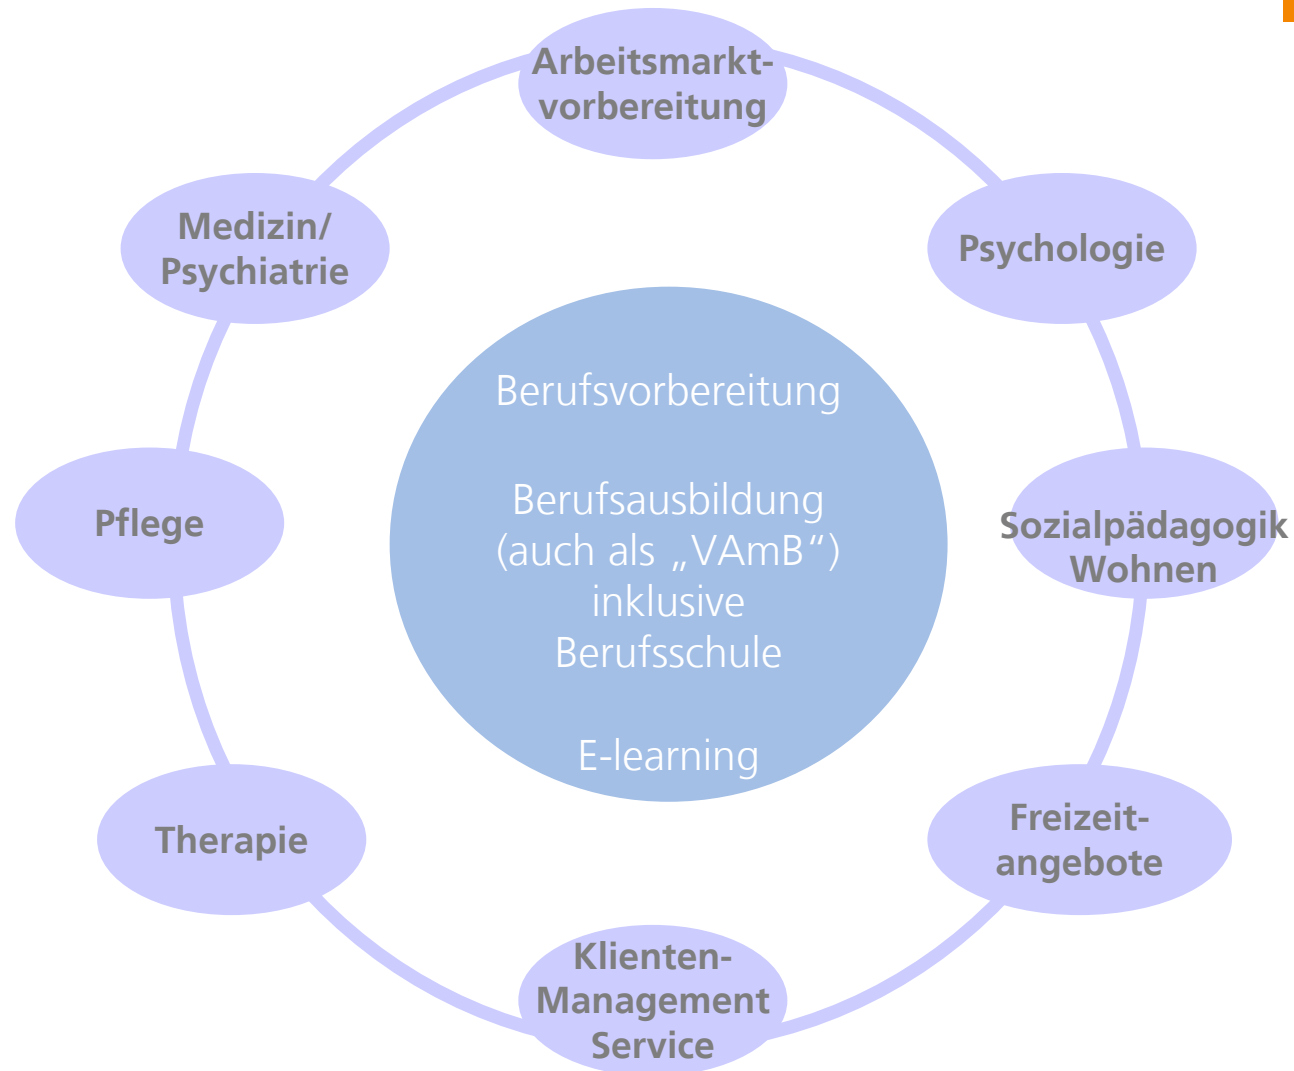 Arbeitsmarkt-
vorbereitung
Medizin/
Psychiatrie
Psychologie
Berufsvorbereitung
Pflege
Berufsausbildung
(auch als „VAmB“)
inklusive
Berufsschule
Sozialpädagogik
Wohnen
E-learning
Therapie
Freizeit-
angebote
Klienten-
Management
Service